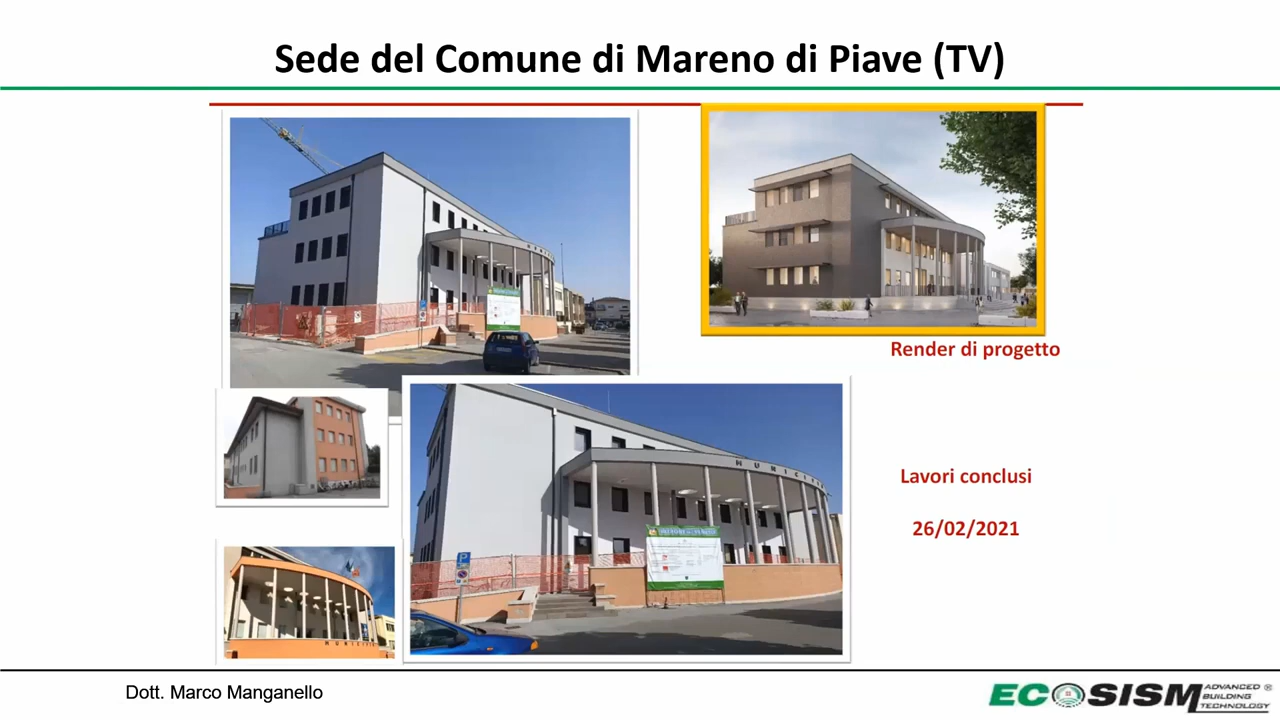 Sede del Comune di Mareno di Piave (TV)
Render di progetto
Lavori conclusi
26/02/2021
MUNICIPIO
Dott. Marco Manganello
ECOSISM ADVANCED ®
BUILDING
TECHNOLOGY